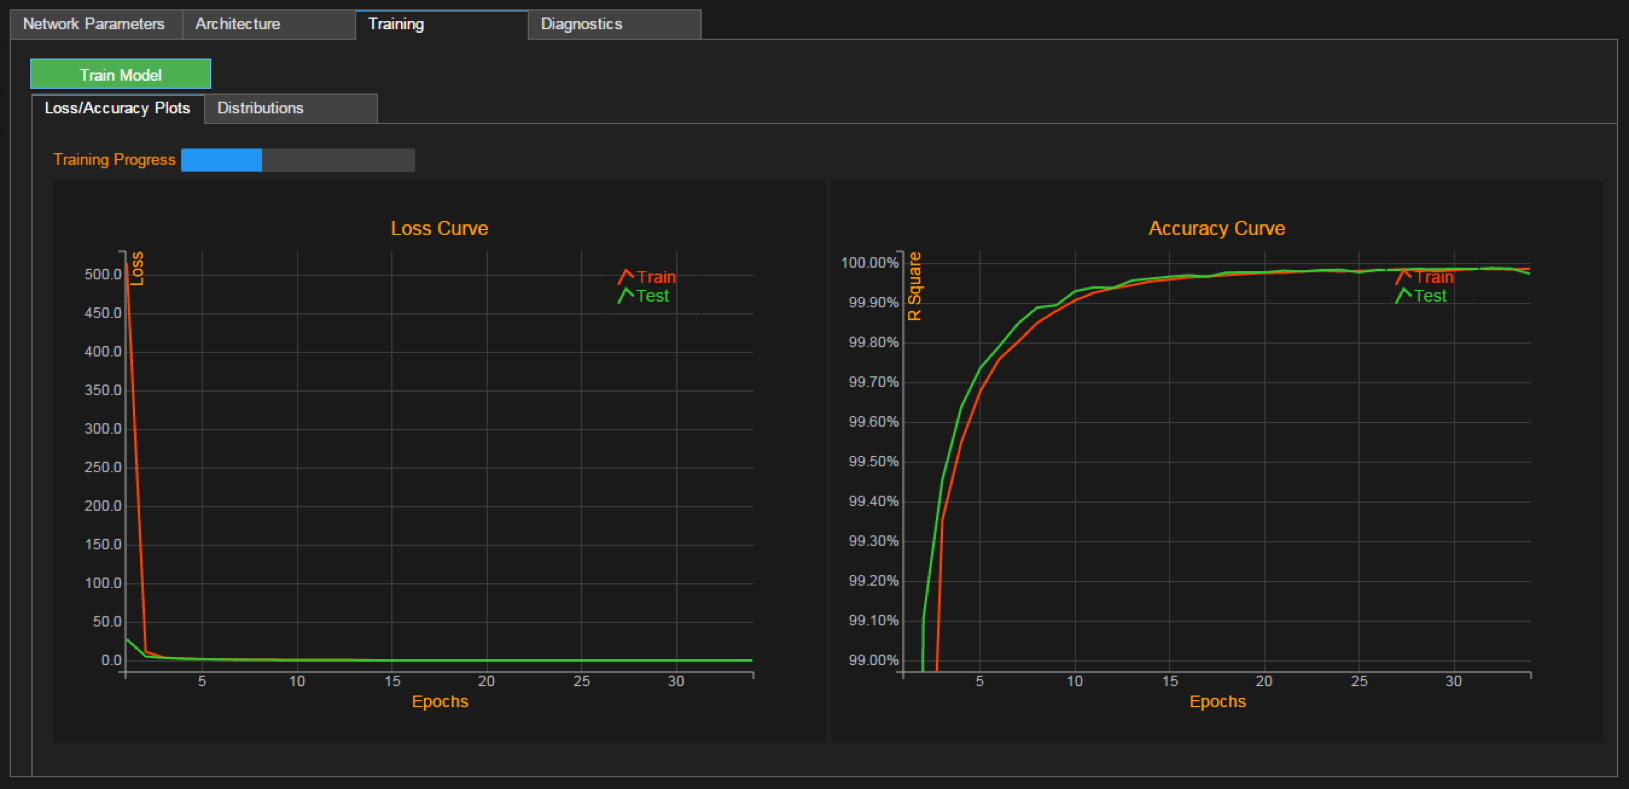 Network Parameters Architecture Training Diagnostics
Train Model
Loss/Accuracy Plots Distributions
Training Progress
Loss Curve
Loss
500.0
450.0
400.0
350.0
300.0
250.0
200.0
150.0
100.0
50.0
0.0
Train
Test
5 10 15 20 25 30
Epochs
Accuracy Curve
R Square
100.00%
99.90%
99.80%
99.70%
99.60%
99.50%
99.40%
99.30%
99.20%
99.10%
99.00%
Train
Test
5 10 15 20 25 30
Epochs